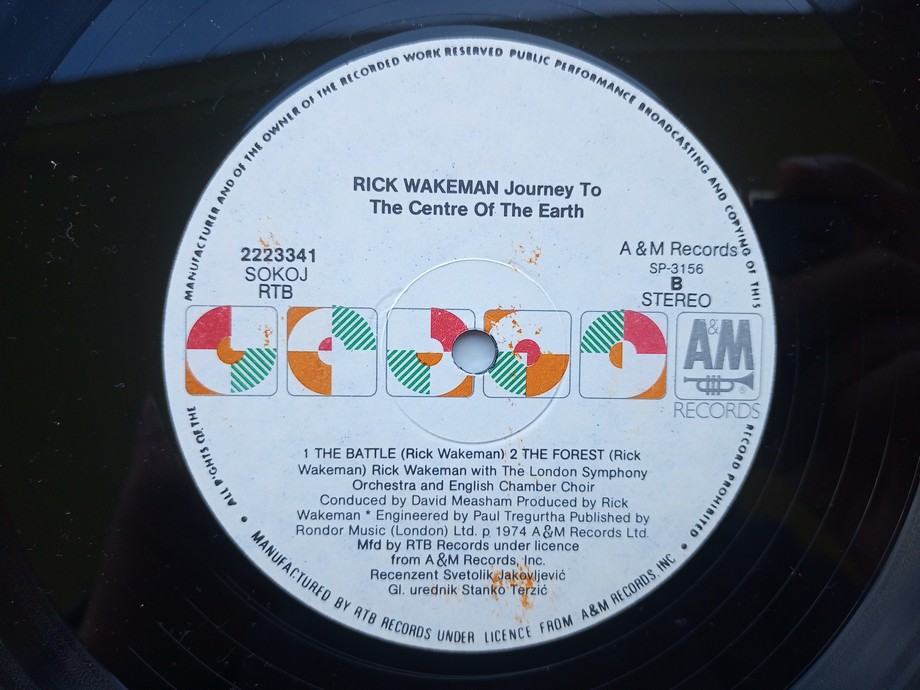 MANUFACTURER AND OF THE OWNER OF THE RECORDED WORK RESERVED PUBLIC PERFORMANCE BROADCASTING AND COPYING OF THIS
RICK WAKEMAN Journey To
The Centre Of The Earth
2223341
SOKOJ
RTB
A&M Records
SP-3156
B
STEREO
A&M
®
RECORDS
1 THE BATTLE (Rick Wakeman) 2 THE FOREST (Rick
Wakeman) Rick Wakeman with The London Symphony
Orchestra and English Chamber Choir
Conduced by David Measham Produced by Rick
Wakeman * Engineered by Paul Tregurtha Published by
Rondor Music (London) Ltd. p 1974 A&M Records Ltd.
Mfd by RTB Records under licence
from A&M Records, Inc.
Recenzent Svetolik Jakovljević
Gl. urednik Stanko Terzić
ALL RIGHTS OF THE
RECORD PROHIBITED
• MANUFACTURED BY RTB RECORDS UNDER LICENCE FROM A&M RECORDS, INC •